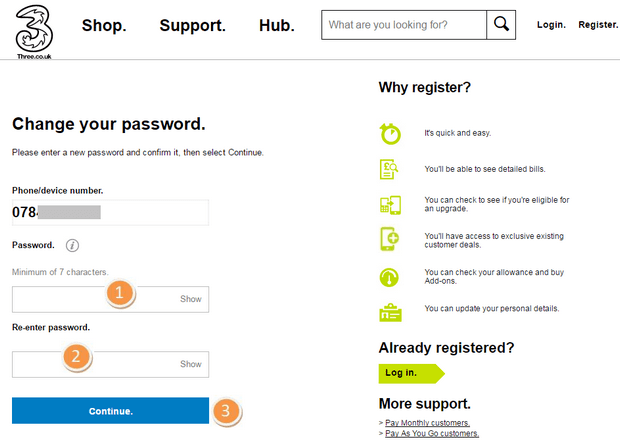 Shop. Support. Hub. What are you looking for? Login. Register.
Three.co.uk
Why register?
Change your password.
Please enter a new password and confirm it, then select Continue.
Phone/device number.
078
Password. i
Minimum of 7 characters.
1 Show
Re-enter password.
2 Show
Continue. 3
It's quick and easy.
You'll be able to see detailed bills.
You can check to see if you're eligible for
an upgrade.
You'll have access to exclusive existing
customer deals.
You can check your allowance and buy
Add-ons.
You can update your personal details.
Already registered?
Log in.
More support.
> Pay Monthly customers.
> Pay As You Go customers.